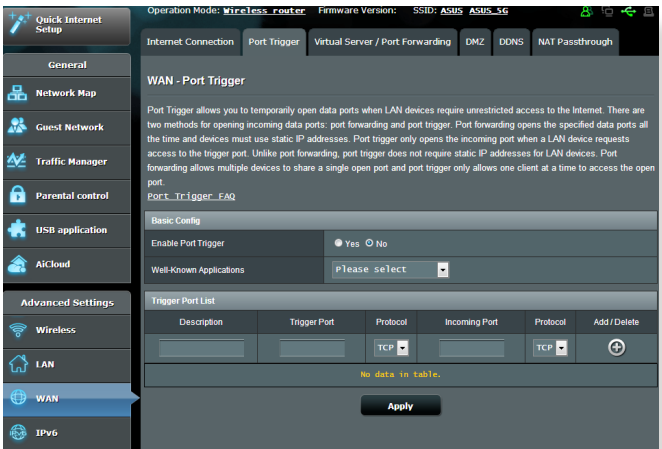 Quick Internet
Setup
General
Network Map
Guest Network
Traffic Manager
Parental control
USB application
AiCloud
Advanced Settings
Wireless
LAN
WAN
IPv6
Operation Mode: Wireless router Firmware Version: SSID: ASUS ASUS_5G
Internet Connection Port Trigger Virtual Server / Port Forwarding DMZ DDNS NAT Passthrough
WAN - Port Trigger
Port Trigger allows you to temporarily open data ports when LAN devices require unrestricted access to the Internet. There are
two methods for opening incoming data ports: port forwarding and port trigger. Port forwarding opens the specified data ports all
the time and devices must use static IP addresses. Port trigger only opens the incoming port when a LAN device requests
access to the trigger port. Unlike port forwarding, port trigger does not require static IP addresses for LAN devices. Port
forwarding allows multiple devices to share a single open port and port trigger only allows one client at a time to access the open
port.
Port Trigger FAQ
Basic Config
Enable Port Trigger Yes No
Well-Known Applications Please select
Trigger Port List
Description Trigger Port Protocol Incoming Port Protocol Add / Delete
TCP TCP
No data in table.
Apply